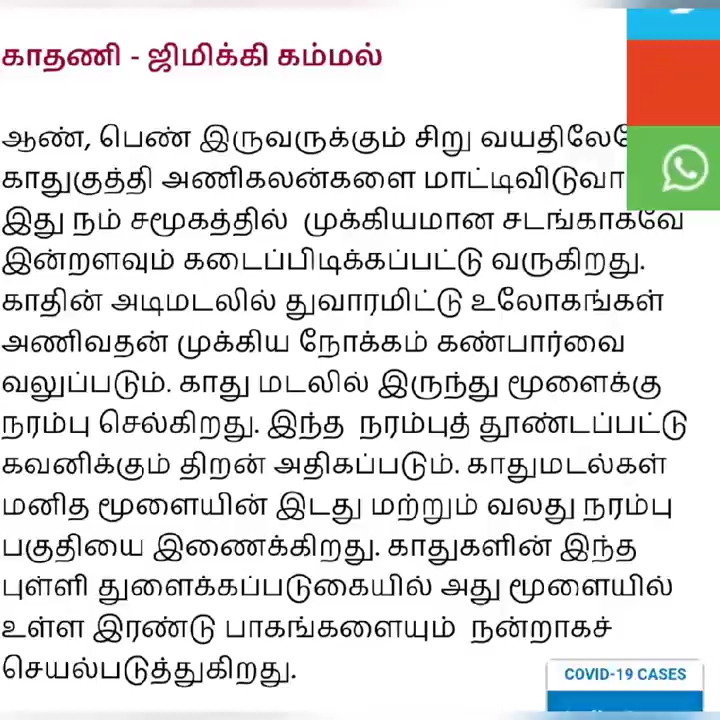 காதணி - ஜிமிக்கி கம்மல்
ஆண், பெண் இருவருக்கும் சிறு வயதிலேயே
காதுகுத்தி அணிகலன்களை மாட்டிவிடுவா
இது நம் சமூகத்தில் முக்கியமான சடங்காகவே
இன்றளவும் கடைப்பிடிக்கப்பட்டு வருகிறது.
காதின் அடிமடலில் துவாரமிட்டு உலோகங்கள்
அணிவதன் முக்கிய நோக்கம் கண்பார்வை
வலுப்படும். காது மடலில் இருந்து மூளைக்கு
நரம்பு செல்கிறது. இந்த நரம்புத் தூண்டப்பட்டு
கவனிக்கும் திறன் அதிகப்படும். காதுமடல்கள்
மனித மூளையின் இடது மற்றும் வலது நரம்பு
பகுதியை இணைக்கிறது. காதுகளின் இந்த
புள்ளி துளைக்கப்படுகையில் அது மூளையில்
உள்ள இரண்டு பாகங்களையும் நன்றாகச்
செயல்படுத்துகிறது.
COVID-19 CASES